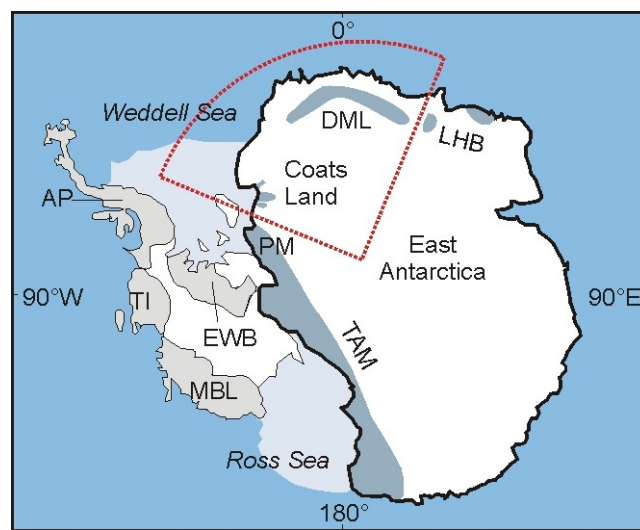 0°
Weddell Sea
DML
LHB
Coats
Land
AP
PM
East
Antarctica
90°W
TI
90°E
EWB
TAM
MBL
Ross Sea
180°